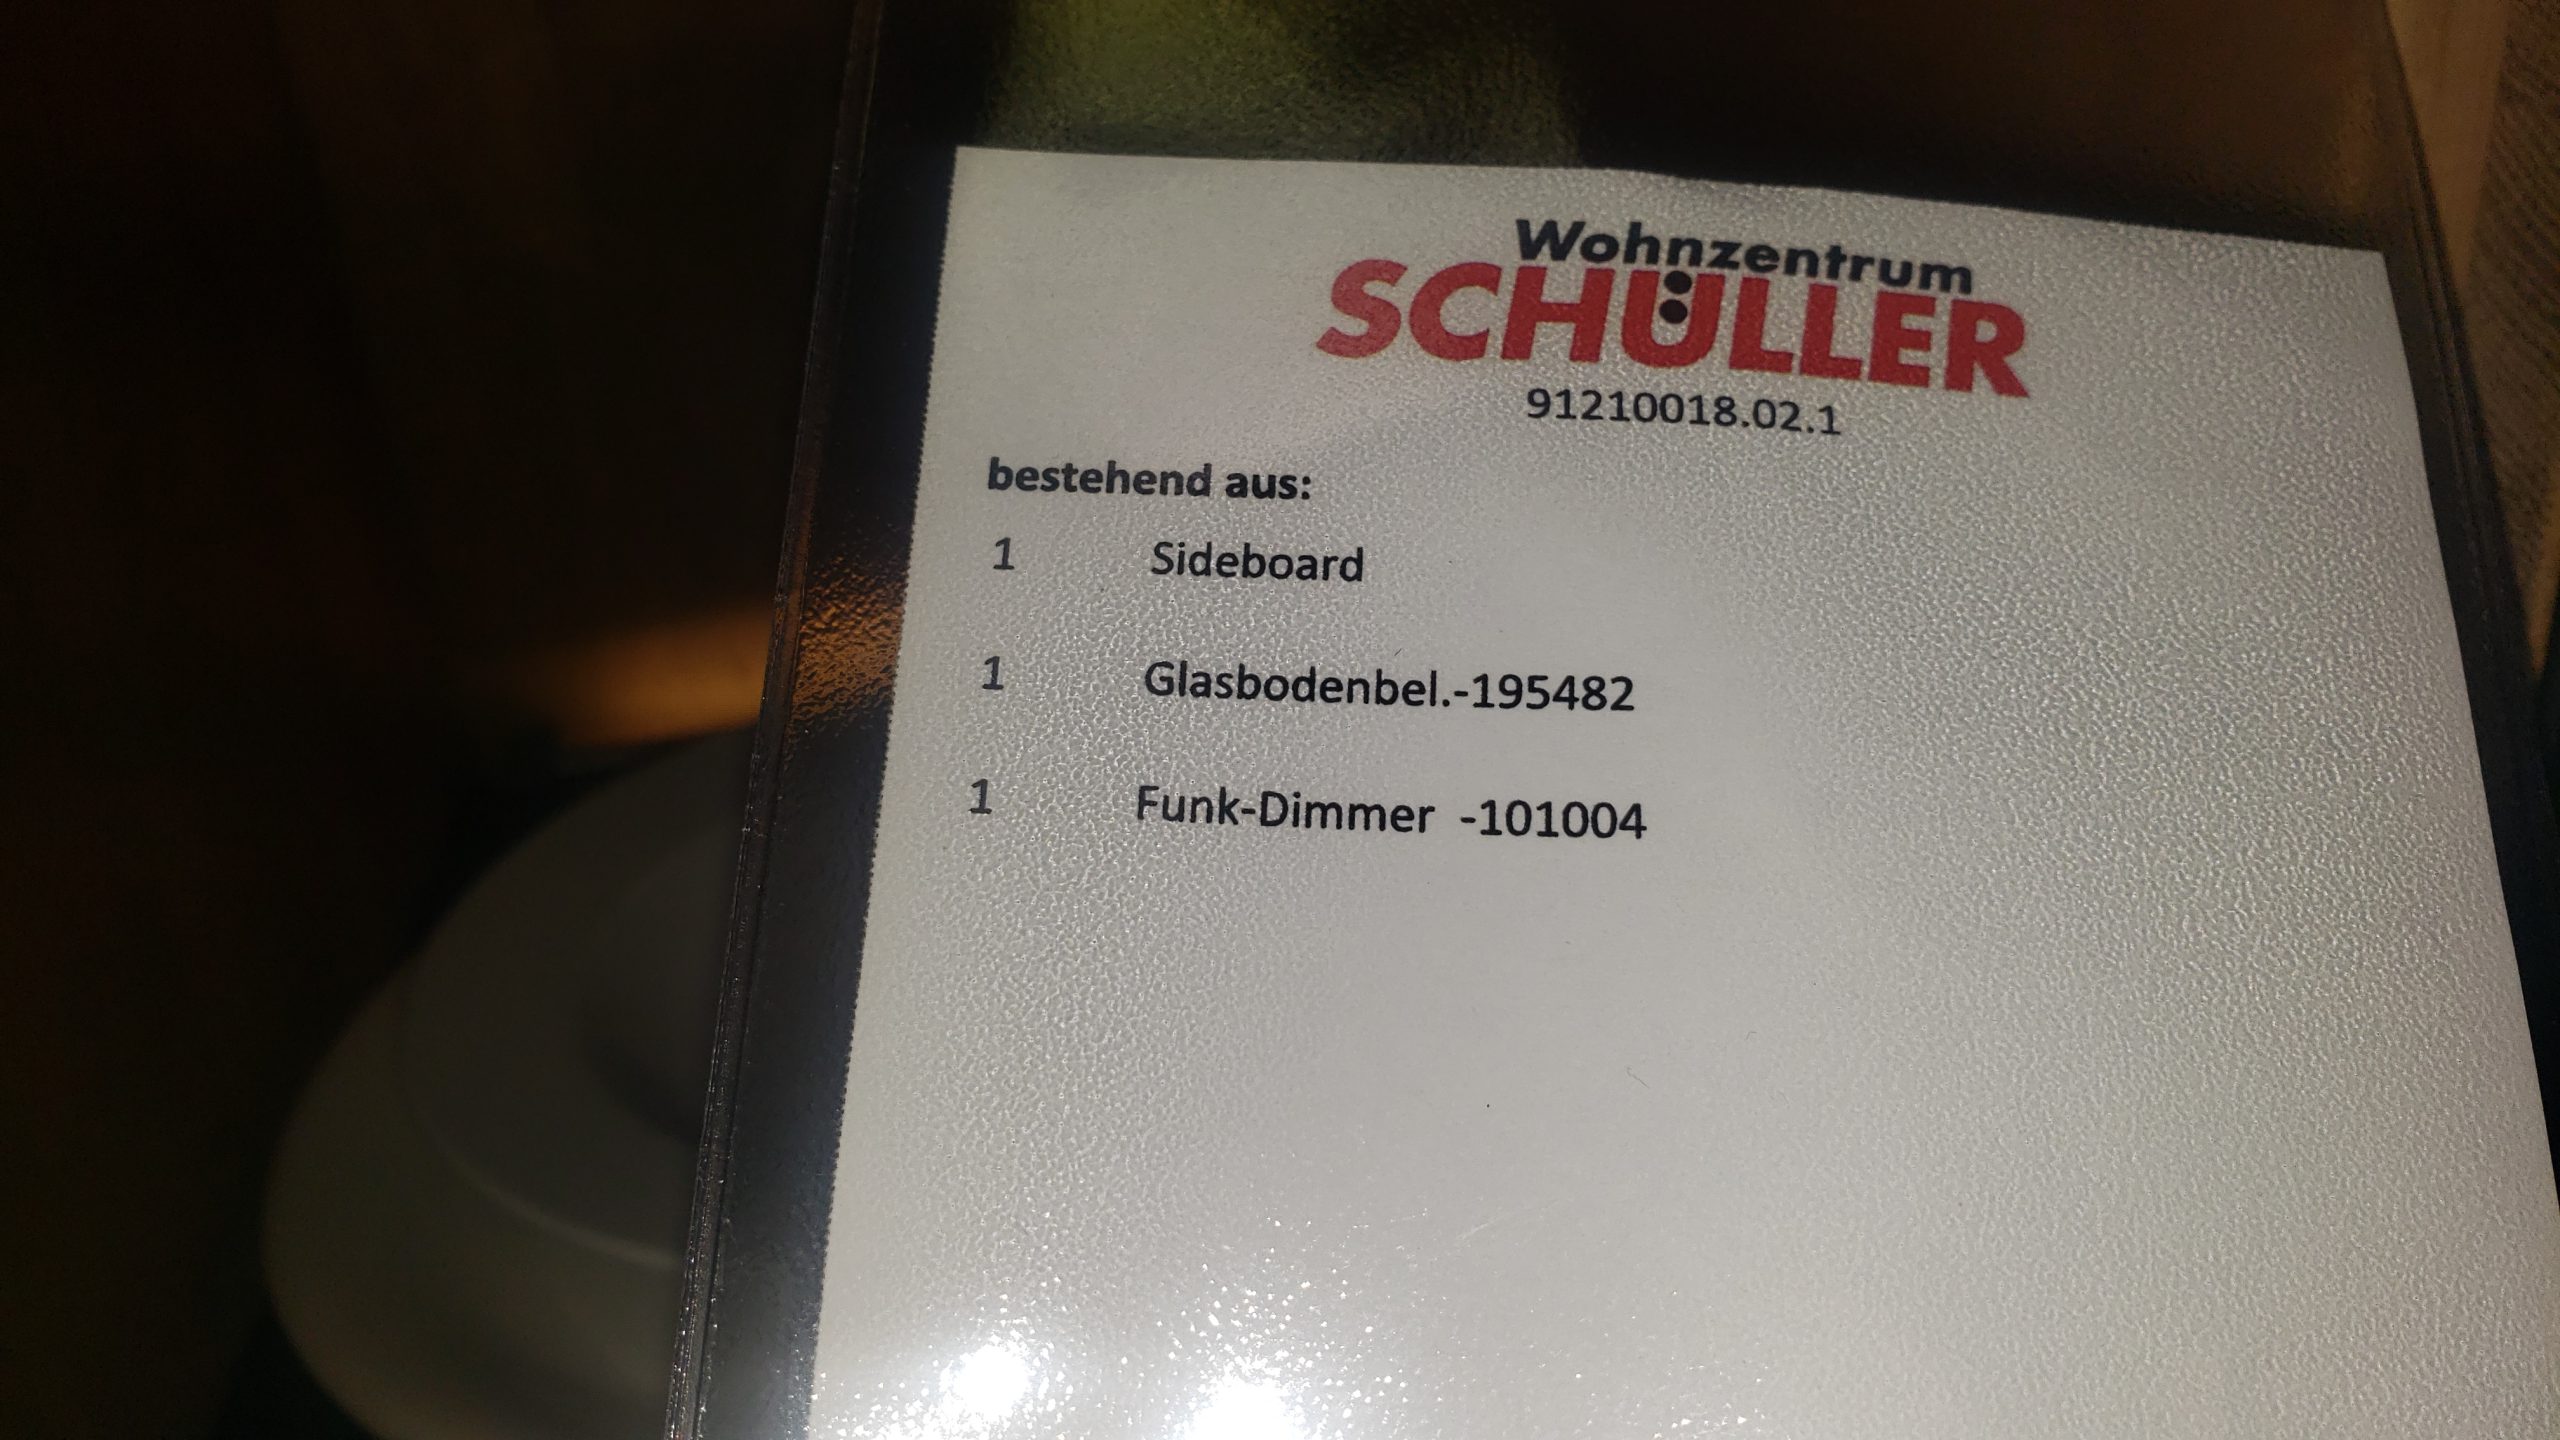 Wohnzentrum
SCHÜLLER
91210018.02.1
bestehend aus:
1 Sideboard
1 Glasbodenbel.-195482
1 Funk-Dimmer -101004